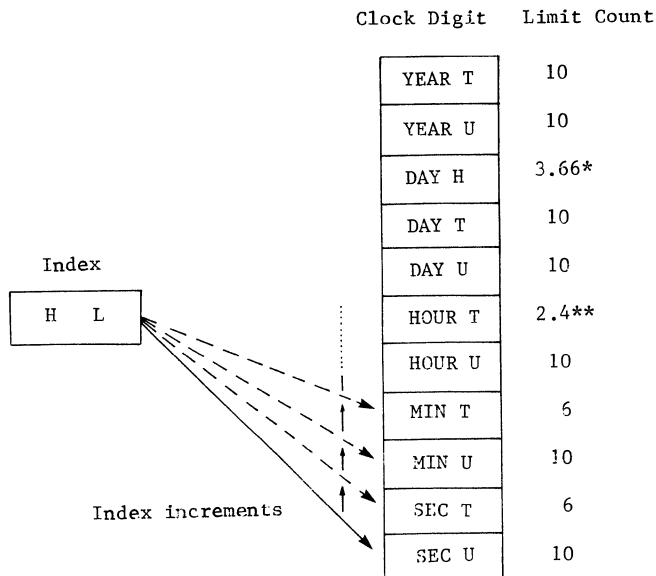 Clock Digit Limit Count
YEAR T 10
YEAR U 10
DAY H 3.66*
DAY T 10
DAY U 10
Index
H L
HOUR T 2.4**
HOUR U 10
MIN T 6
MIN U 10
Index increments
SEC T 6
SEC U 10